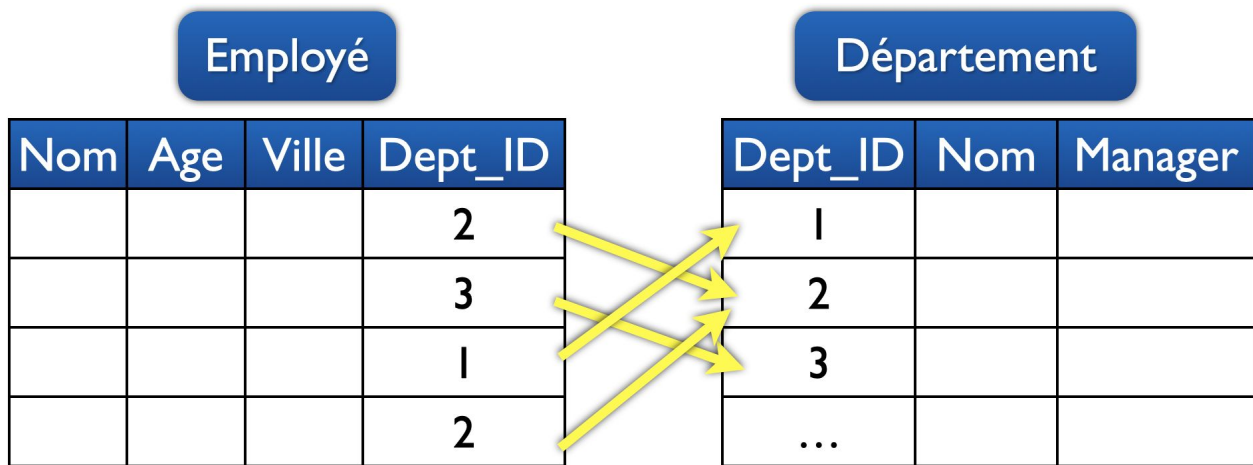 Employé Département
Nom Age Ville Dept_ID Dept_ID Nom Manager
2 1
3 2
1 3
2 ...